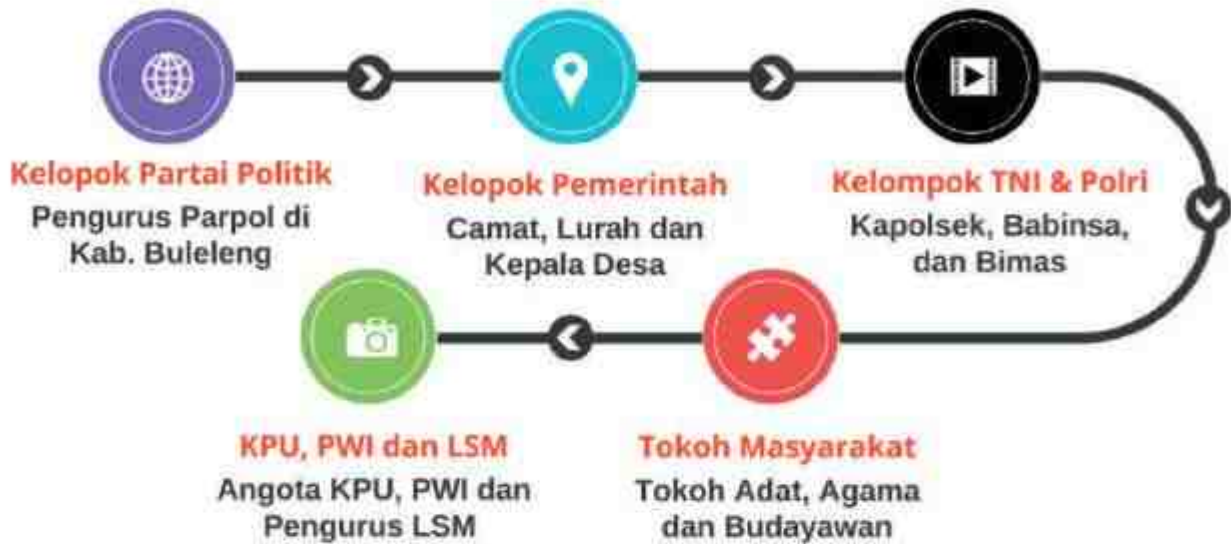 Kelopok Partai Politik
Pengurus Parpol di
Kab. Buleleng
Kelopok Pemerintah
Camat, Lurah dan
Kepala Desa
Kelompok TNI & Polri
Kapolsek, Babinsa,
dan Bimas
Tokoh Masyarakat
Tokoh Adat, Agama
dan Budayawan
KPU, PWI dan LSM
Angota KPU, PWI dan
Pengurus LSM